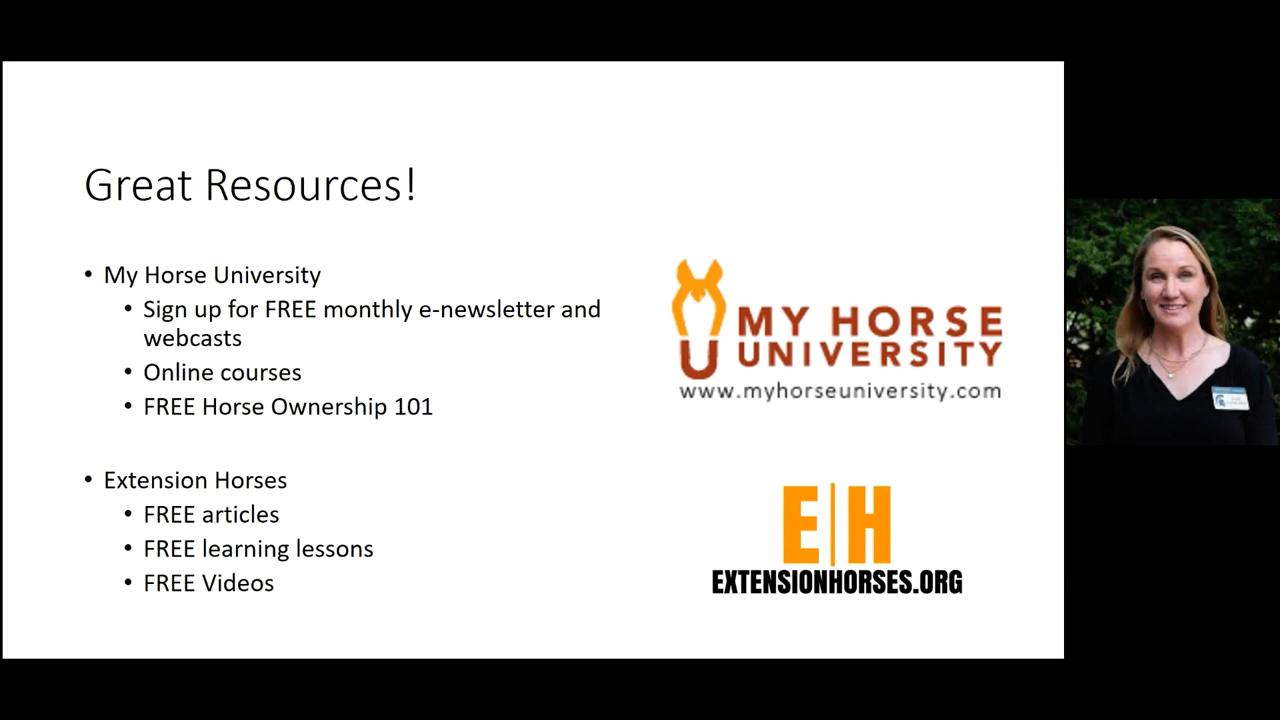 Great Resources!
• My Horse University
• Sign up for FREE monthly e-newsletter and
webcasts
• Online courses
• FREE Horse Ownership 101
• Extension Horses
• FREE articles
• FREE learning lessons
• FREE Videos
MY HORSE
UNIVERSITY
www.myhorseuniversity.com
E|H
EXTENSIONHORSES.ORG